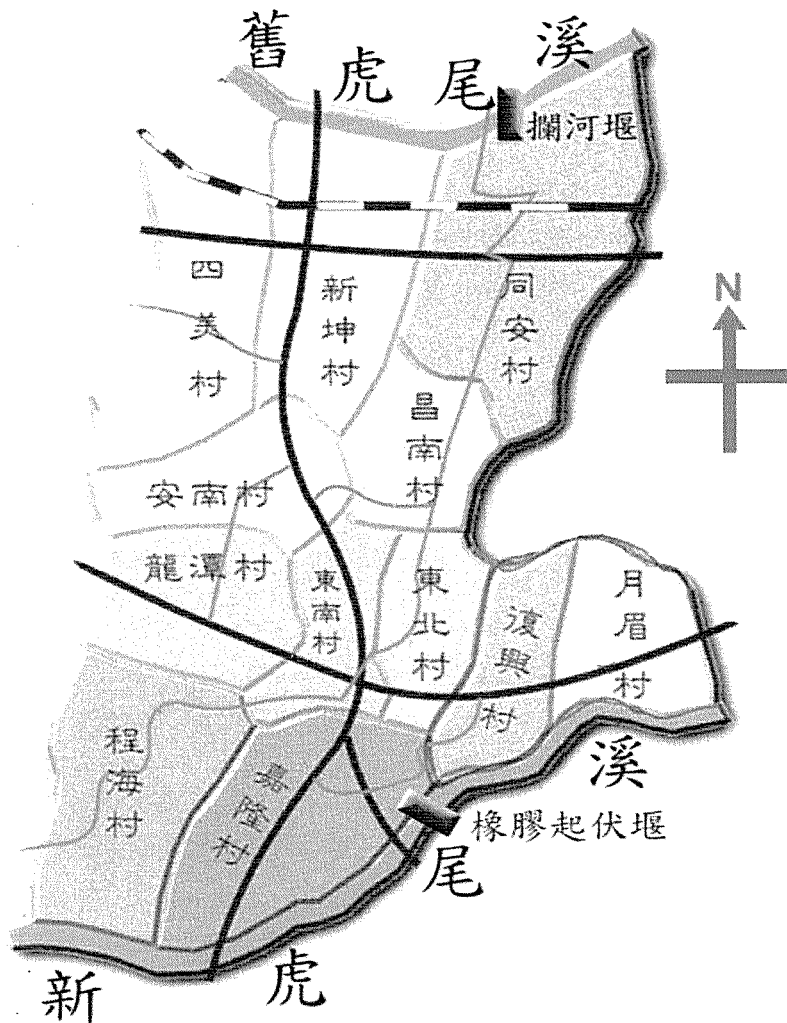 舊虎尾溪
攔河堰
N
四美村
新坤村
同安村
昌南村
安南村
龍潭村
東南村
東北村
復興村
月眉村
程海村
嘉隆村
橡膠起伏堰
新虎尾溪